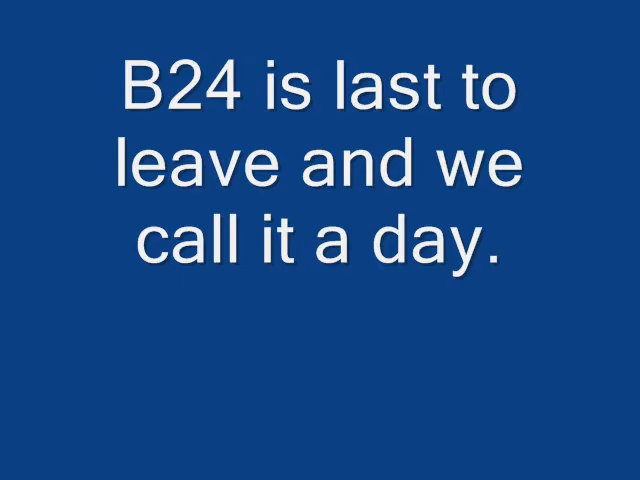 B24 is last to
leave and we
call it a day.